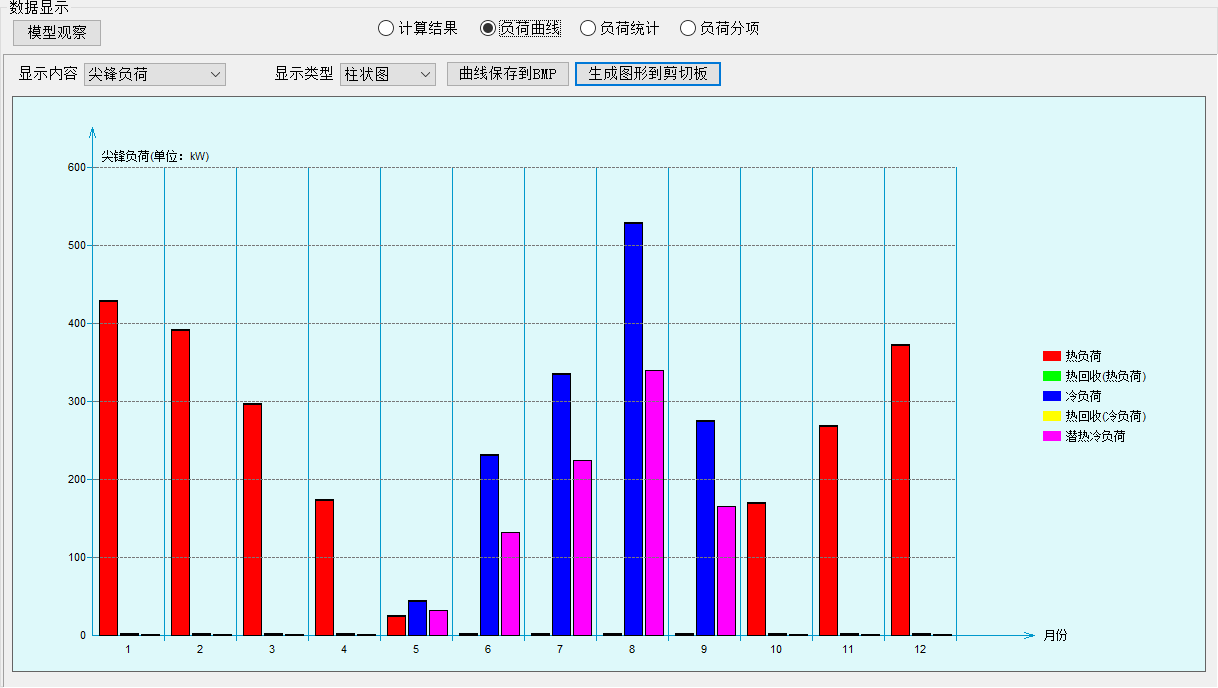 数据显示
模型观察
计算结果
负荷曲线
负荷统计
负荷分项
显示内容
尖锋负荷
显示类型
柱状图
曲线保存到BMP
生成图形到剪切板
尖锋负荷(单位: kW)
600
500
400
300
200
100
0
1
2
3
4
5
6
7
8
9
10
11
12
月份
热负荷
热回收(热负荷)
冷负荷
热回收(冷负荷)
潜热冷负荷